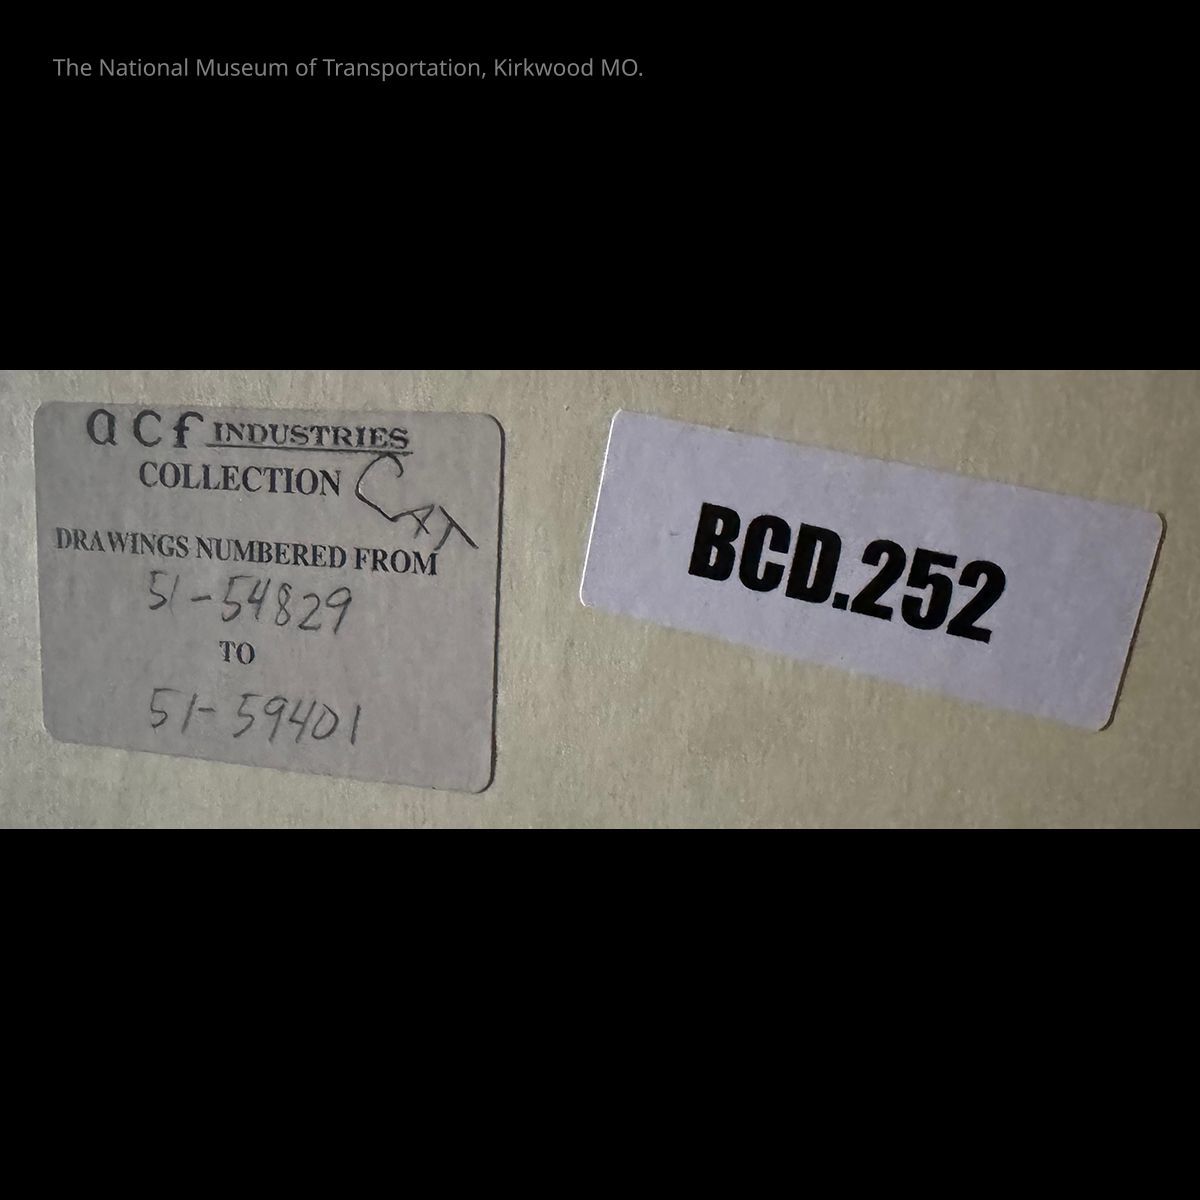 The National Museum of Transportation, Kirkwood MO.
acf INDUSTRIES
COLLECTION
DRAWINGS NUMBERED FROM
51-54829
TO
51-59401
BCD.252